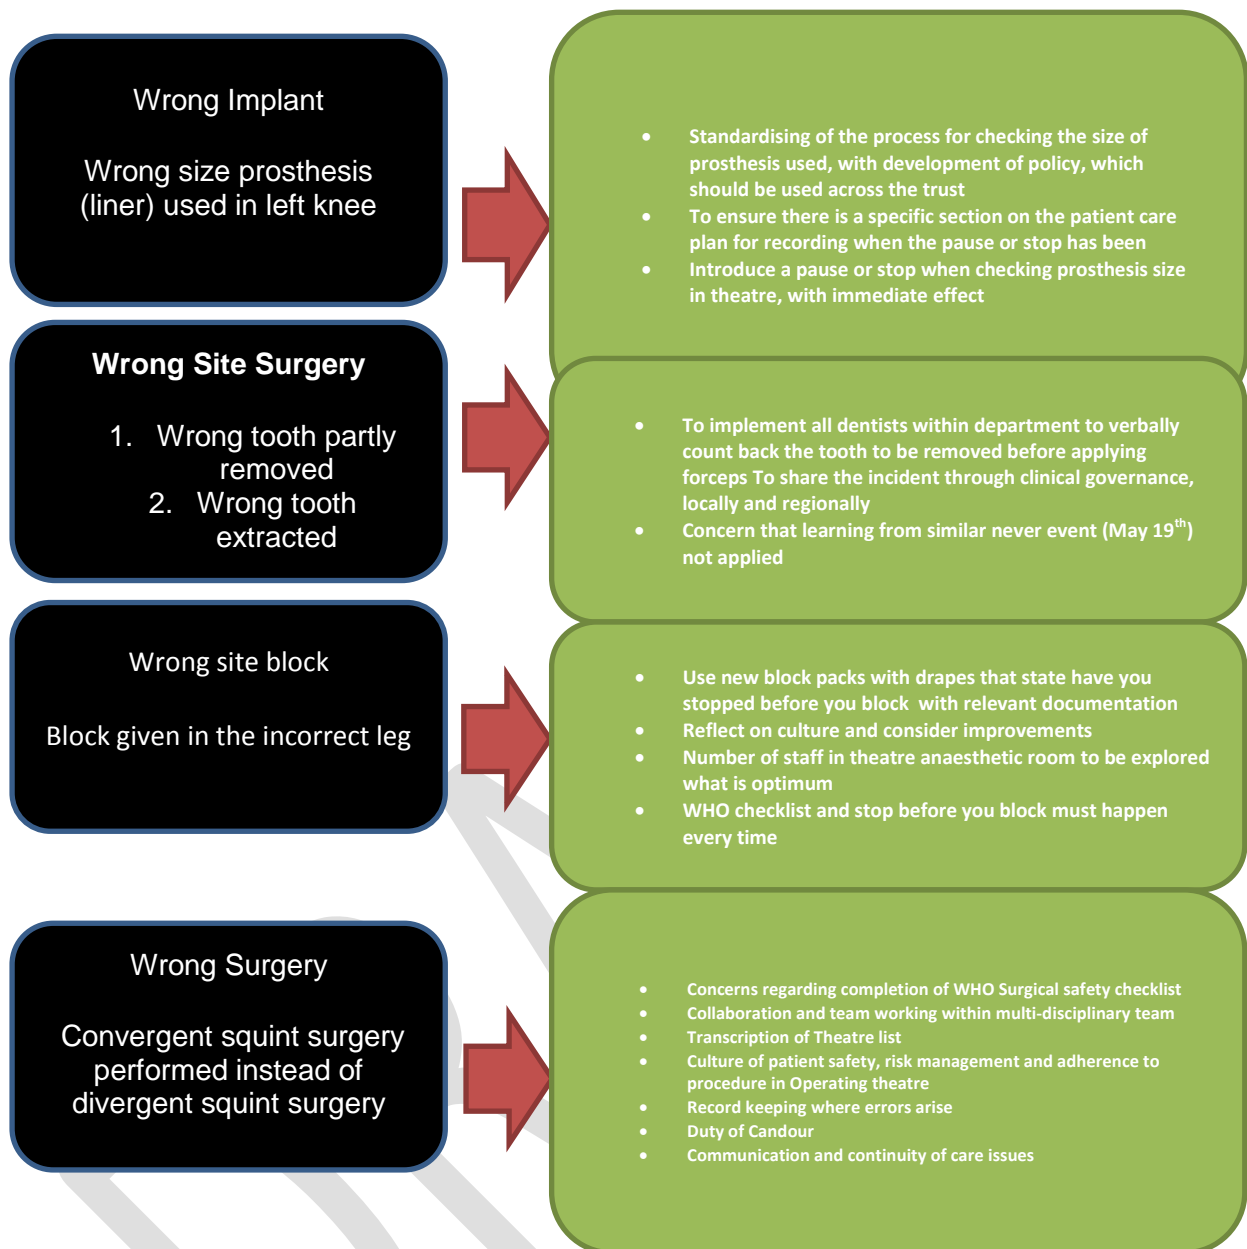 Wrong Implant
Wrong size prosthesis
(liner) used in left knee
• Standardising of the process for checking the size of
prosthesis used, with development of policy, which
should be used across the trust
• To ensure there is a specific section on the patient care
plan for recording when the pause or stop has been
• Introduce a pause or stop when checking prosthesis size
in theatre, with immediate effect
Wrong Site Surgery
1. Wrong tooth partly
removed
2. Wrong tooth
extracted
• To implement all dentists within department to verbally
count back the tooth to be removed before applying
forceps To share the incident through clinical governance,
locally and regionally
• Concern that learning from similar never event (May 19th)
not applied
Wrong site block
Block given in the incorrect leg
• Use new block packs with drapes that state have you
stopped before you block with relevant documentation
• Reflect on culture and consider improvements
• Number of staff in theatre anaesthetic room to be explored
what is optimum
• WHO checklist and stop before you block must happen
every time
Wrong Surgery
Convergent squint surgery
performed instead of
divergent squint surgery
• Concerns regarding completion of WHO Surgical safety checklist
• Collaboration and team working within multi-disciplinary team
• Transcription of Theatre list
• Culture of patient safety, risk management and adherence to
procedure in Operating theatre
• Record keeping where errors arise
• Duty of Candour
• Communication and continuity of care issues